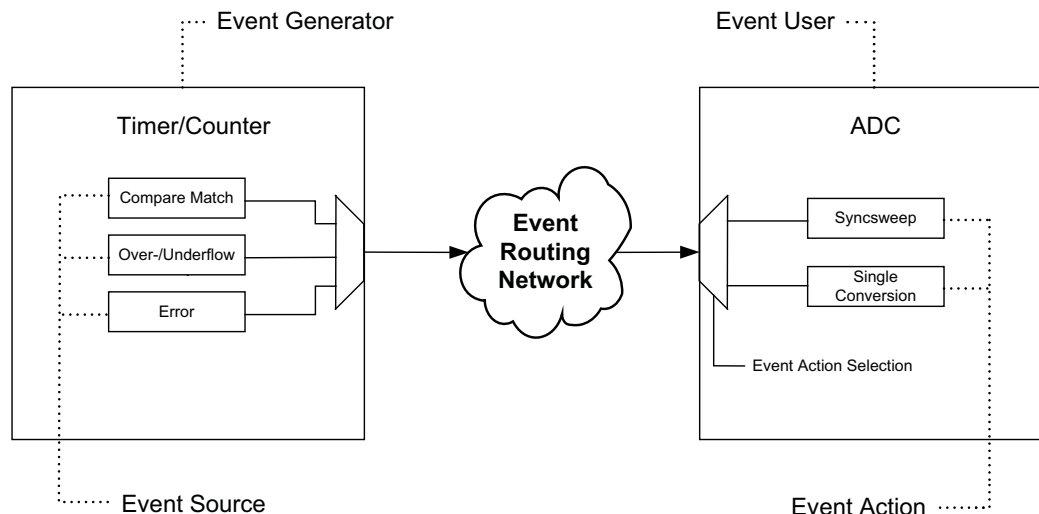 Event Generator
Event User
Timer/Counter
ADC
Compare Match
Over-/Underflow
Error
Event
Routing
Network
Syncsweep
Single
Conversion
Event Action Selection
Event Source
Event Action